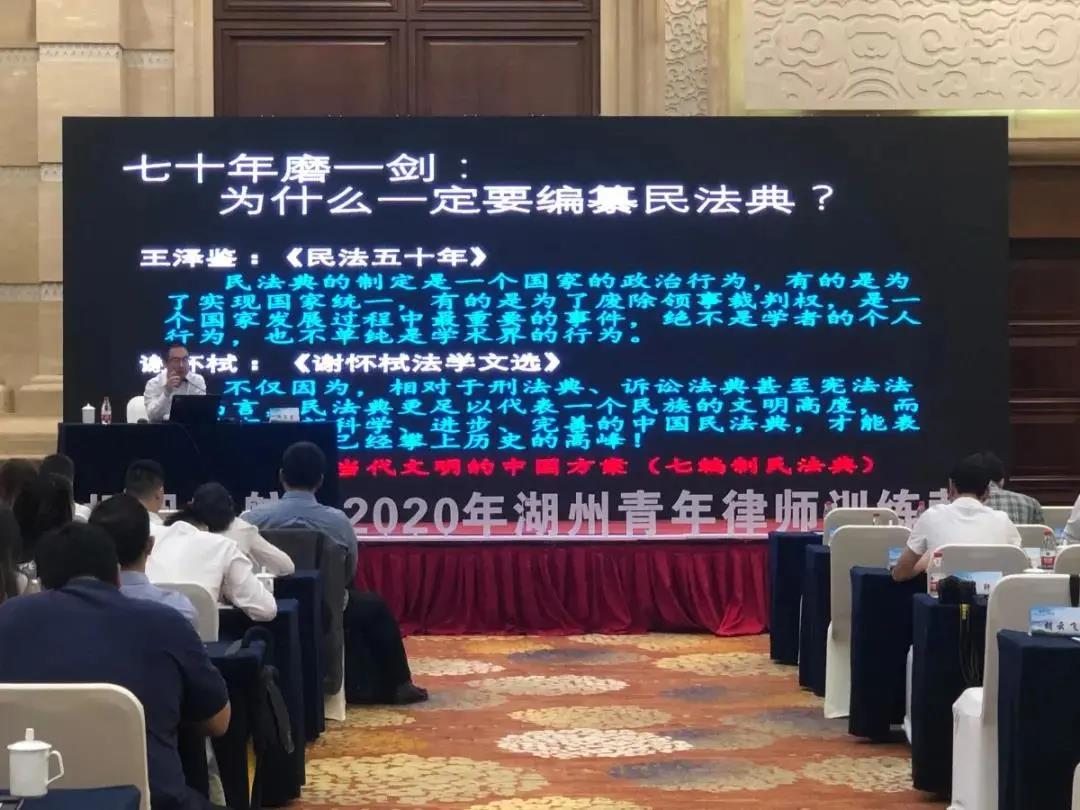 七十年磨一剑：
为什么一定要编纂民法典？
王泽鉴：《民法五十年》
民法典的制定是一个国家的政治行为，有的是为
了实现国家统一，有的是为了废除领事裁判权，是一
个国家发展过程中最重要的事件，绝不是学者的个人
行为，也不单纯是学术界的行为。
谢怀栻：《谢怀栻法学文选》
不仅因为，相对于刑法典、诉讼法典甚至宪法法
言，民法典更足以代表一个民族的文明高度，而
科学、进步、完善的中国民法典，才能表
已经攀上历史的高峰！
当代文明的中国方案（七编制民法典）
2020年湖州青年律师训练
胡云飞